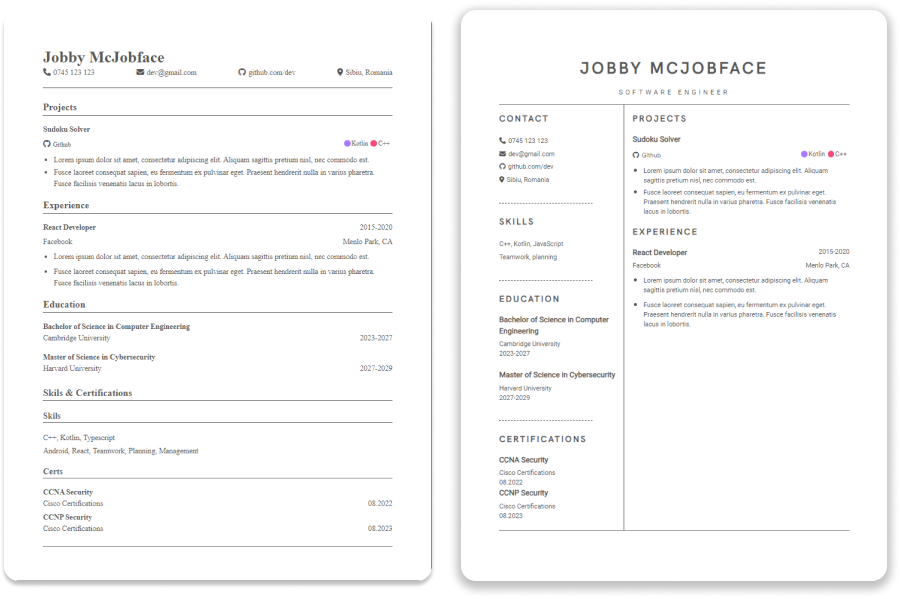 Jobby McJobface
0745 123 123 dev@gmail.com github.com/dev Sibiu, Romania
Projects
Sudoku Solver
Github Kotlin C++
• Lorem ipsum dolor sit amet, consectetur adipiscing elit. Aliquam sagittis pretium nisl, nec commodo est.
• Fusce laoreet consequat sapien, eu fermentum ex pulvinar eget. Praesent hendrerit nulla in varius pharetra.
Fusce facilisis venenatis lacus in lobortis.
Experience
React Developer 2015-2020
Facebook Menlo Park, CA
• Lorem ipsum dolor sit amet, consectetur adipiscing elit. Aliquam sagittis pretium nisl, nec commodo est.
• Fusce laoreet consequat sapien, eu fermentum ex pulvinar eget. Praesent hendrerit nulla in varius pharetra.
Fusce facilisis venenatis lacus in lobortis.
Education
Bachelor of Science in Computer Engineering
Cambridge University 2023-2027
Master of Science in Cybersecurity
Harvard University 2027-2029
Skils & Certifications
Skils
C++, Kotlin, Typescript
Android, React, Teamwork, Planning, Management
Certs
CCNA Security
Cisco Certifications 08.2022
CCNP Security
Cisco Certifications 08.2023
JOBBY MCJOBFACE
SOFTWARE ENGINEER
CONTACT
0745 123 123
dev@gmail.com
github.com/dev
Sibiu, Romania
SKILLS
C++, Kotlin, JavaScript
Teamwork, planning
EDUCATION
Bachelor of Science in Computer
Engineering
Cambridge University
2023-2027
Master of Science in Cybersecurity
Harvard University
2027-2029
CERTIFICATIONS
CCNA Security
Cisco Certifications
08.2022
CCNP Security
Cisco Certifications
08.2023
PROJECTS
Sudoku Solver
Github Kotlin C++
• Lorem ipsum dolor sit amet, consectetur adipiscing elit. Aliquam
sagittis pretium nisl, nec commodo est.
• Fusce laoreet consequat sapien, eu fermentum ex pulvinar eget.
Praesent hendrerit nulla in varius pharetra. Fusce facilisis venenatis
lacus in lobortis.
EXPERIENCE
React Developer 2015-2020
Facebook Menlo Park, CA
• Lorem ipsum dolor sit amet, consectetur adipiscing elit. Aliquam
sagittis pretium nisl, nec commodo est.
• Fusce laoreet consequat sapien, eu fermentum ex pulvinar eget.
Praesent hendrerit nulla in varius pharetra. Fusce facilisis venenatis
lacus in lobortis.